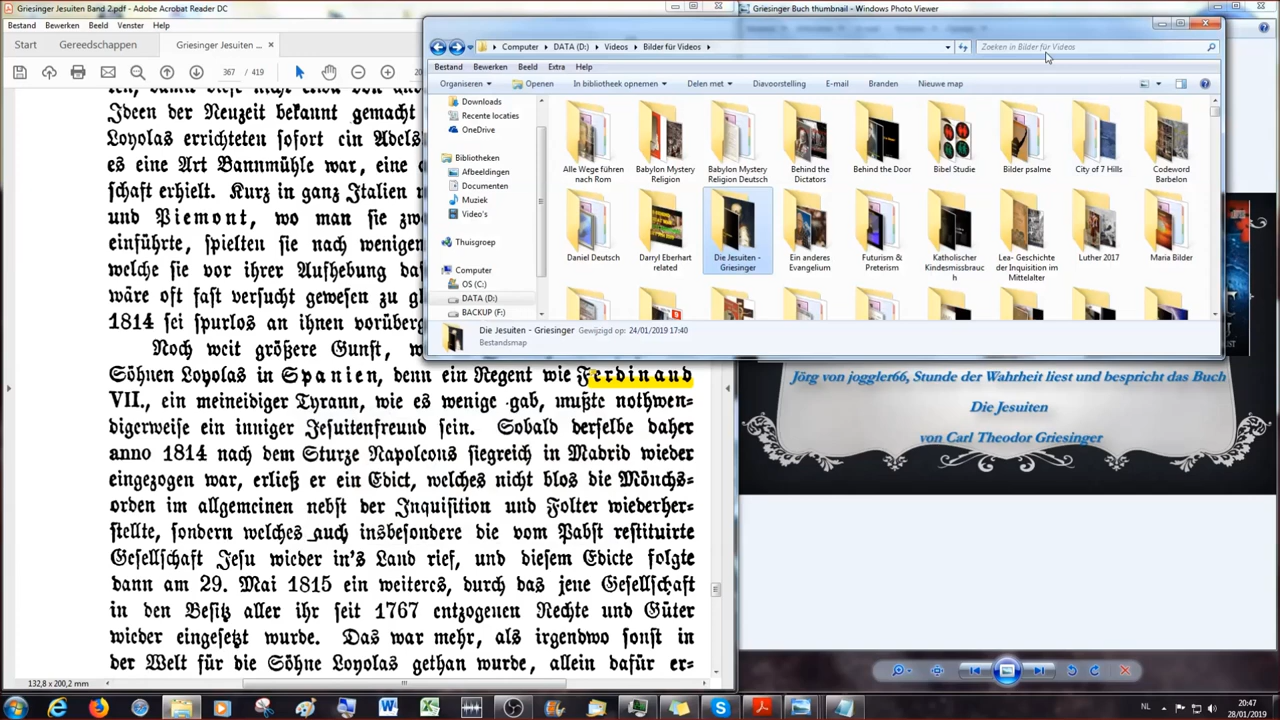 Griesinger Jesuiten Band 2.pdf - Adobe Acrobat Reader DC
Bestand Bewerken Beeld Venster Help
Start Gereedschappen Griesinger Jesuiten ... ×
367 / 419
Ideen der Neuzeit bekannt gemacht
Loyolas errichteten sofort ein Adels
es eine Art Bannmühle war, eine
schaft erhielt. Kurz in ganz Italien
und Piemont, wo man sie zw
einführte, spielten sie nach wenigen
welche sie vor ihrer Aufhebung da
wäre oft fast versucht gewesen zu gl
1814 sei spurlos an ihnen vorüberg
Noch weit größere Gunst, w
Söhnen Loyolas in Spanien, denn ein Regent wie Ferdinand
VII., ein meineidiger Tyrann, wie es wenige gab, mußte nothwen-
digerweise ein inniger Jesuitenfreund sein. Sobald derselbe daher
anno 1814 nach dem Sturze Napoleons siegreich in Madrid wieder
eingezogen war, erließ er ein Edict, welches nicht blos die Mönchs-
orden im allgemeinen nebst der Inquisition und Folter wiederher-
stellte, sondern welches auch insbesondere die vom Pabst restituirte
Gesellschaft Jesu wieder in's Land rief, und diesem Edicte folgte
dann am 29. Mai 1815 ein weiteres, durch das jene Gesellschaft
in den Besitz aller ihr seit 1767 entzogenen Rechte und Güter
wieder eingesetzt wurde. Das war mehr, als irgendwo sonst in
der Welt für die Söhne Loyolas gethan wurde, allein dafür er-
132,8 x 200,2 mm
Griesinger Buch thumbnail - Windows Photo Viewer
Computer DATA (D:) Videos Bilder für Videos
Zoeken in Bilder für Videos
Bestand Bewerken Beeld Extra Help
Organiseren Openen In bibliotheek opnemen Delen met Diavoorstelling E-mail Branden Nieuwe map
Downloads
Recente locaties
OneDrive
Bibliotheken
Afbeeldingen
Documenten
Muziek
Video's
Thuisgroep
Computer
OS (C:)
DATA (D:)
BACKUP (F:)
Alle Wege führen nach Rom
Babylon Mystery Religion
Babylon Mystery Religion Deutsch
Behind the Dictators
Behind the Door
Bibel Studie
Bilder psalme
City of 7 Hills
Codeword Barbelon
Daniel Deutsch
Darryl Eberhart related
Die Jesuiten - Griesinger
Ein anderes Evangelium
Futurism & Preterism
Katholischer Kindesmissbrauch
Lea- Geschichte der Inquisition im Mittelalter
Luther 2017
Maria Bilder
Die Jesuiten - Griesinger Gewijzigd op: 24/01/2019 17:40
Bestandsmap
Jörg von joggler66, Stunde der Wahrheit liest und bespricht das Buch
Die Jesuiten
von Carl Theodor Griesinger
NL
20:47
28/01/2019